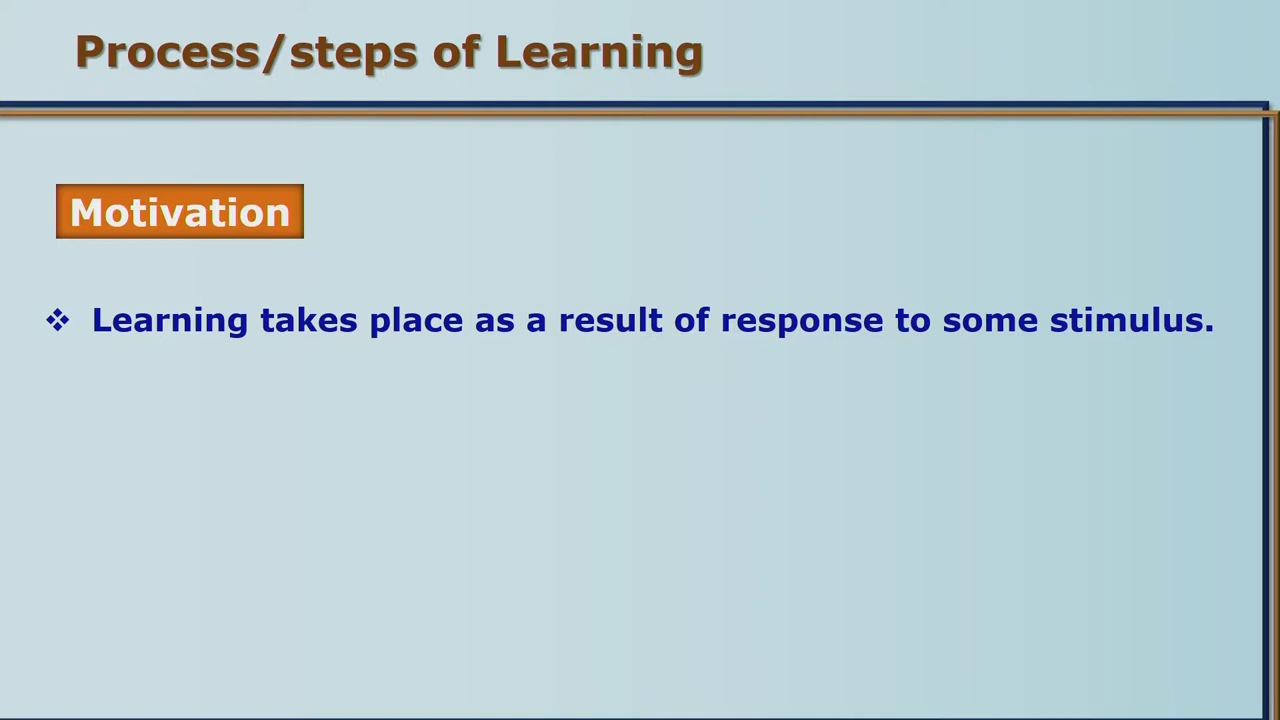 Process/steps of Learning
Motivation
❖ Learning takes place as a result of response to some stimulus.